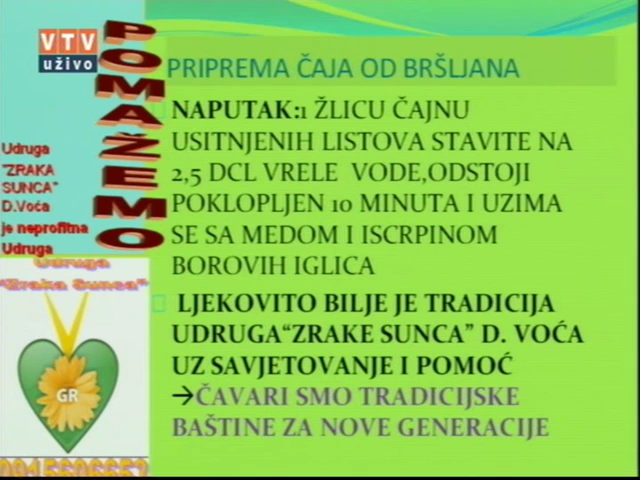 VTV
uživo
POMAŽEMO
PRIPREMA ČAJA OD BRŠLJANA
NAPUTAK:1 ŽLICU ČAJNU
USITNJENIH LISTOVA STAVITE NA
2,5 DCL VRELE VODE,ODSTOJI
POKLOPLJEN 10 MINUTA I UZIMA
SE SA MEDOM I ISCRPINOM
BOROVIH IGLICA
LJEKOVITO BILJE JE TRADICIJA
UDRUGA“ZRAKE SUNCA” D. VOĆA
UZ SAVJETOVANJE I POMOĆ
→ČAVARI SMO TRADICIJSKE
BAŠTINE ZA NOVE GENERACIJE
Udruga
"ZRAKA
SUNCA"
D.Voća
je neprofitna
Udruga
Udruga
"Zraka Sunca"
GR